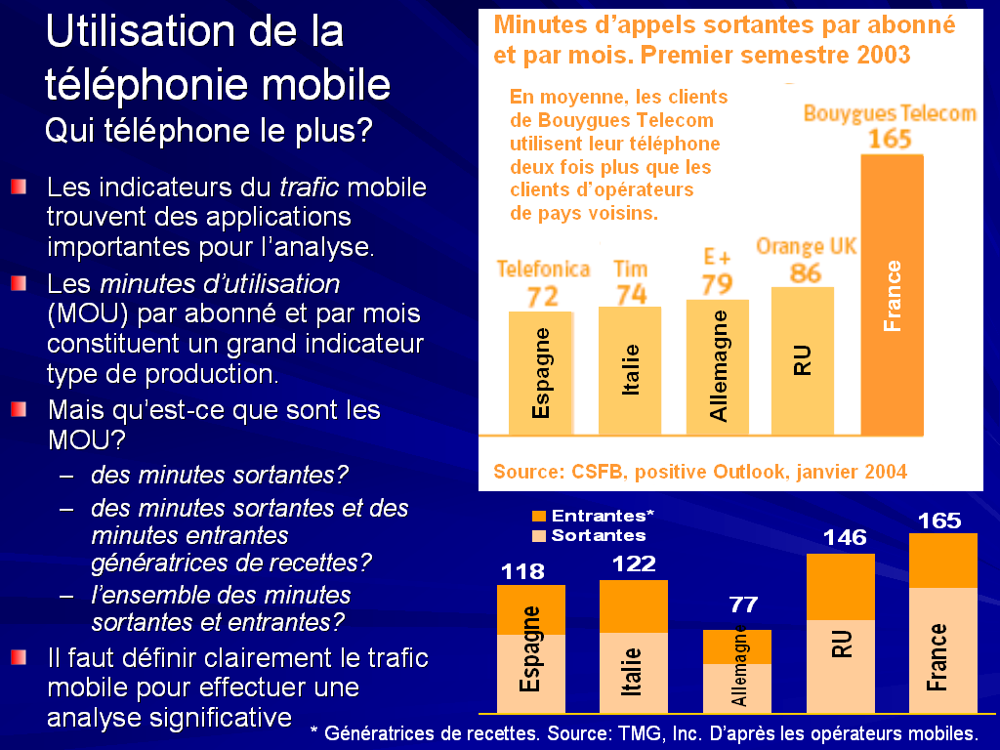 Utilisation de la
téléphonie mobile
Qui téléphone le plus?
Les indicateurs du trafic mobile
trouvent des applications
importantes pour l'analyse.
Les minutes d'utilisation
(MOU) par abonné et par mois
constituent un grand indicateur
type de production.
Mais qu'est-ce que sont les
MOU?
– des minutes sortantes?
– des minutes sortantes et des
minutes entrantes
génératrices de recettes?
– l'ensemble des minutes
sortantes et entrantes?
Il faut définir clairement le trafic
mobile pour effectuer une
analyse significative
Minutes d'appels sortantes par abonné
et par mois. Premier semestre 2003
En moyenne, les clients
de Bouygues Telecom
utilisent leur téléphone
deux fois plus que les
clients d'opérateurs
de pays voisins.
Telefonica
72
Espagne
Tim
74
Italie
E +
79
Allemagne
Orange UK
86
RU
Bouygues Telecom
165
France
Source: CSFB, positive Outlook, janvier 2004
Entrantes*
Sortantes
118
Espagne
122
Italie
77
Allemagne
146
RU
165
France
* Génératrices de recettes. Source: TMG, Inc. D'après les opérateurs mobiles.